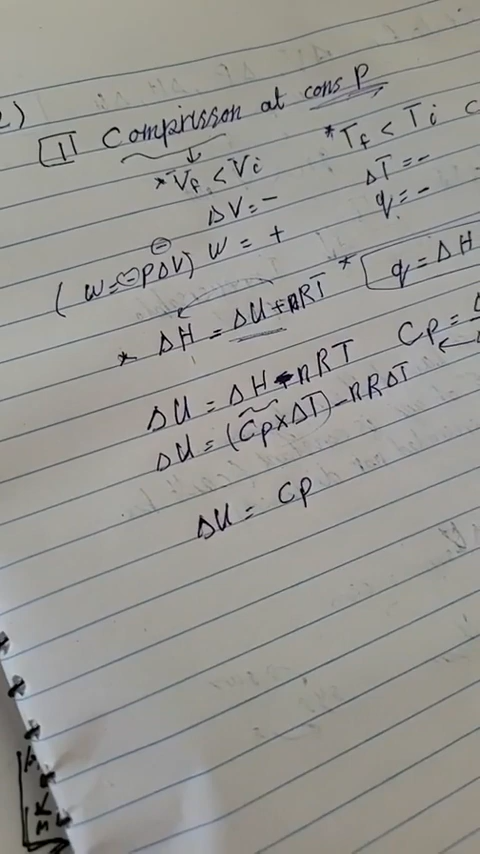 2)
[1] Comprisson at cons P
*Vf < Vi *Tf < Ti C
ΔV = - ΔT = -
(W = -PΔV) W = + q = -
* ΔH = ΔU + nRT * q = ΔH
ΔU = ΔH - nRT Cp = Δ
ΔU = (Cp×ΔT) - nRΔT
ΔU = Cp